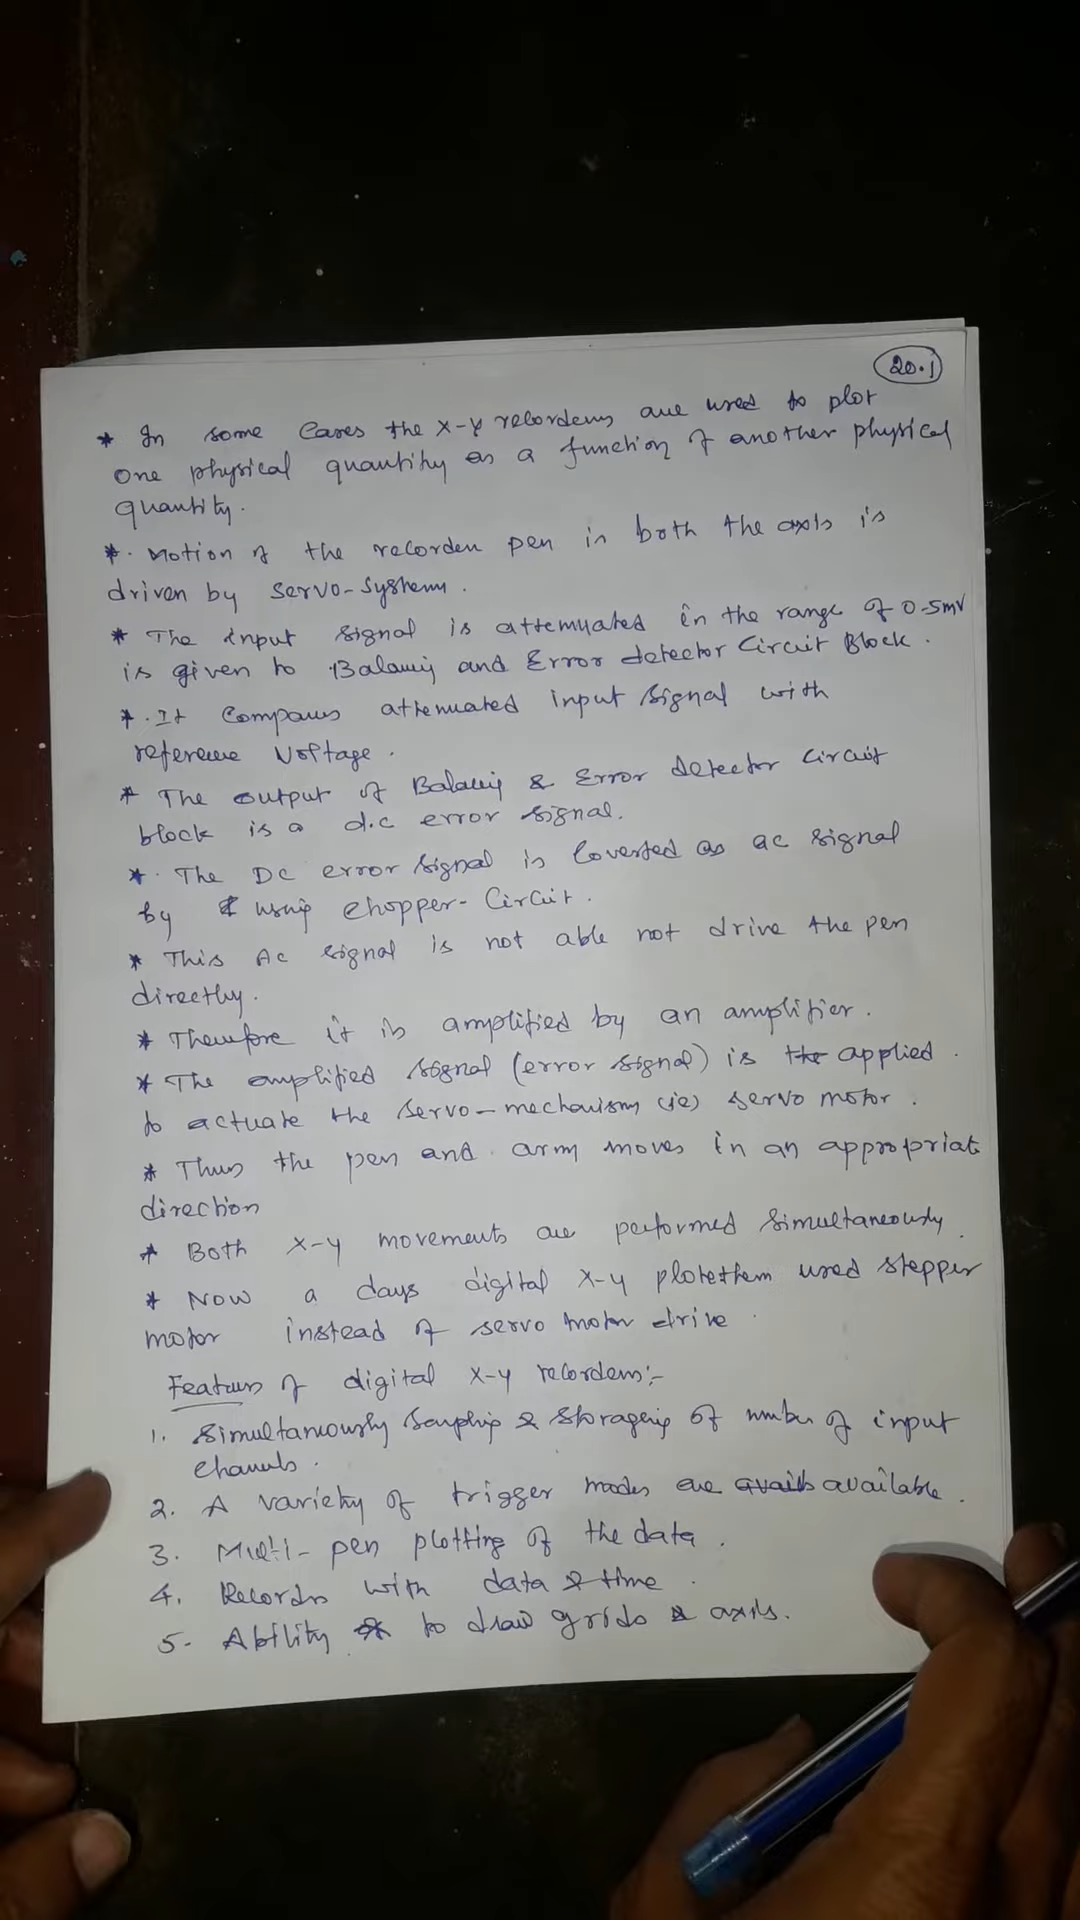 20.1
* In some cases the x-y recorders are used to plot
one physical quantity as a function of another physical
quantity.
*. Motion of the recorder pen in both the axis is
driven by servo-systems.
* The input signal is attenuated in the range of 0-5mV
is given to Balancing and Error detector Circuit Block.
*. It Compares attenuated input signal with
reference Voltage.
* The output of Balancing & Error detector circuit
block is a d.c error signal.
*. The DC error signal is Coverted as ac signal
by using chopper-Circuit.
* This AC signal is not able not drive the pen
directly.
* Therefore it is amplified by an amplifier.
* The amplified signal (error signal) is the applied
to actuate the servo-mechanism (ie) servo motor.
* Thus the pen and arm moves in an appropriate
direction
* Both x-y movements are performed simultaneously.
* Now a days digital x-y used stepper
motor instead of servo motor drive.
Features of digital x-y recorders:-
1. Simultaneously Sampling & Storageing of number of input
channels.
2. A variety of trigger modes are available.
3. Multi-pen plotting of the data.
4. Records with data & time.
5. Ability to draw grids & axis.